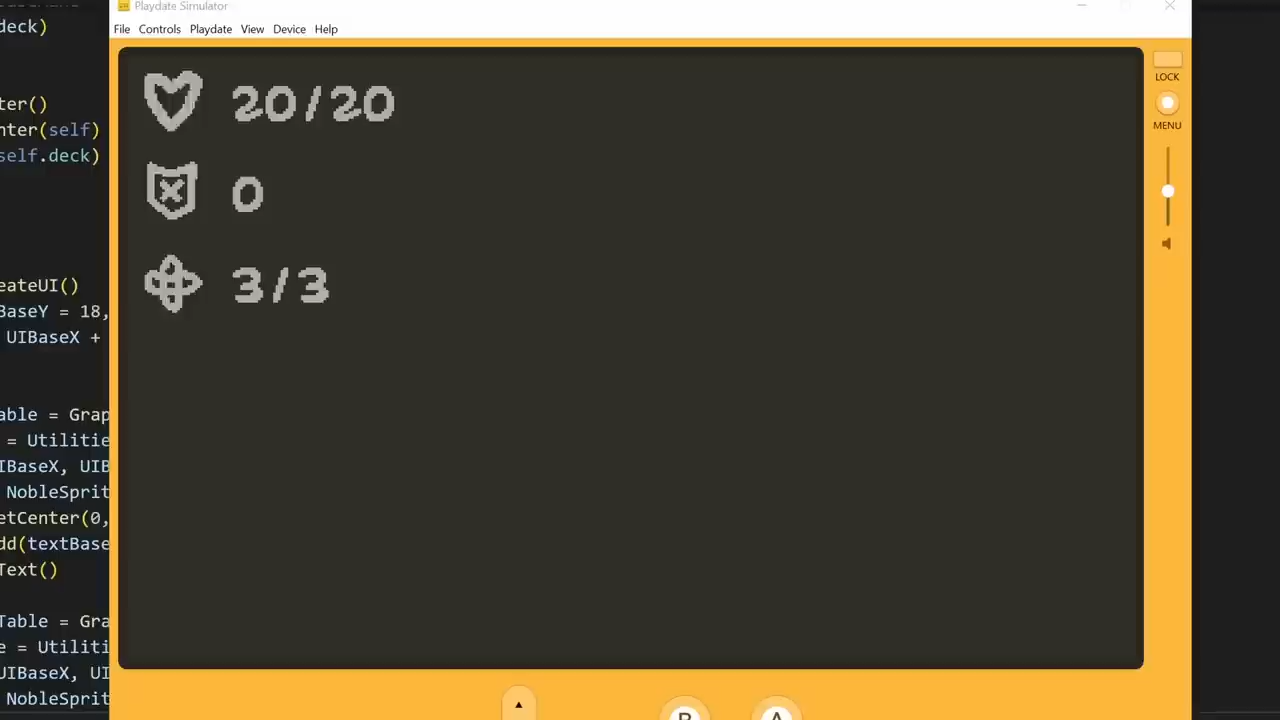 Playdate Simulator
File Controls Playdate View Device Help
20/20
0
3/3
LOCK
MENU
B A
deck)
ter()
nter(self)
self.deck)
eateUI()
BaseY = 18,
UIBaseX +
able = Grap
= Utilitie
IBaseX, UIB
NobleSprit
etCenter(0,
dd(textBase
Text()
Table = Gra
e = Utiliti
UIBaseX, UI
NobleSprit